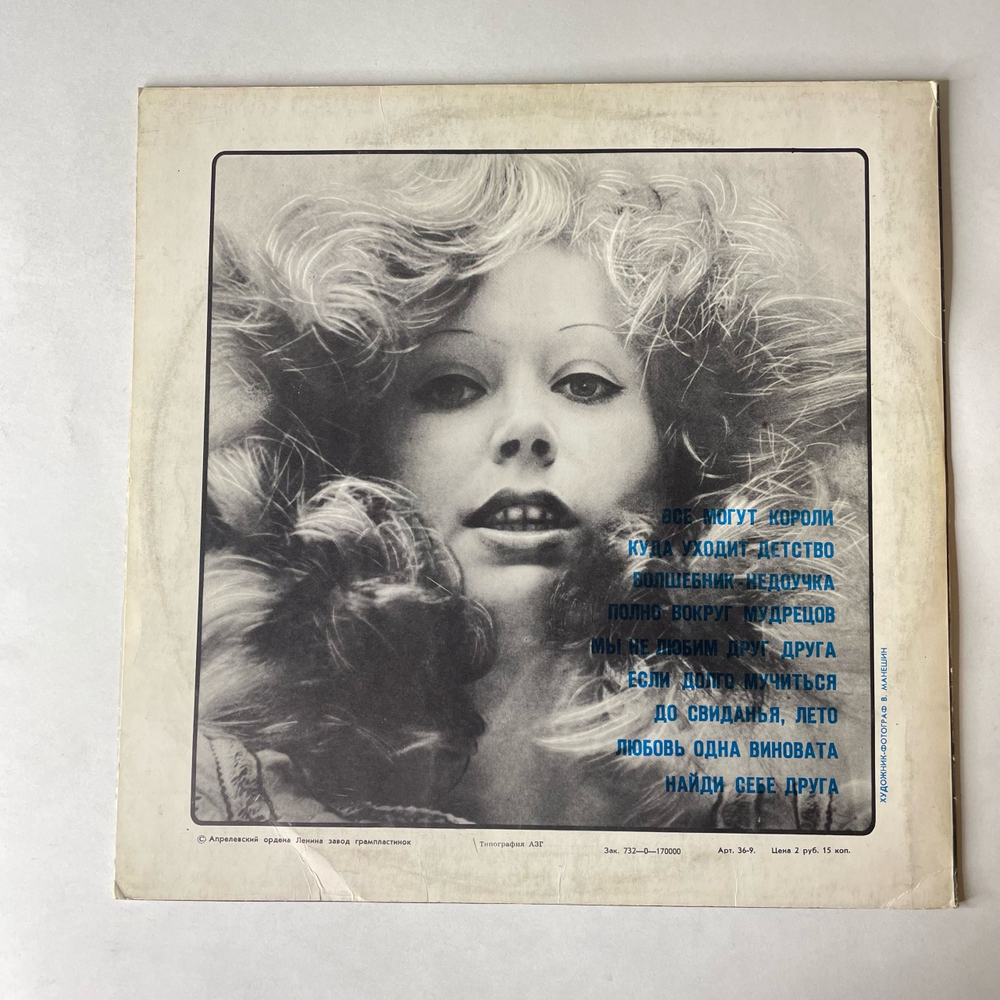 ВСЕ МОГУТ КОРОЛИ
КУДА УХОДИТ ДЕТСТВО
ВОЛШЕБНИК-НЕДОУЧКА
ПОЛНО ВОКРУГ МУДРЕЦОВ
МЫ НЕ ЛЮБИМ ДРУГ ДРУГА
ЕСЛИ ДОЛГО МУЧИТЬСЯ
ДО СВИДАНЬЯ, ЛЕТО
ЛЮБОВЬ ОДНА ВИНОВАТА
НАЙДИ СЕБЕ ДРУГА
ХУДОЖНИК-ФОТОГРАФ В. МАНЕШИН
© Апрелевский ордена Ленина завод грампластинок
Типография АЗГ
Зак. 732—0—170000 Арт. 36-9. Цена 2 руб. 15 коп.